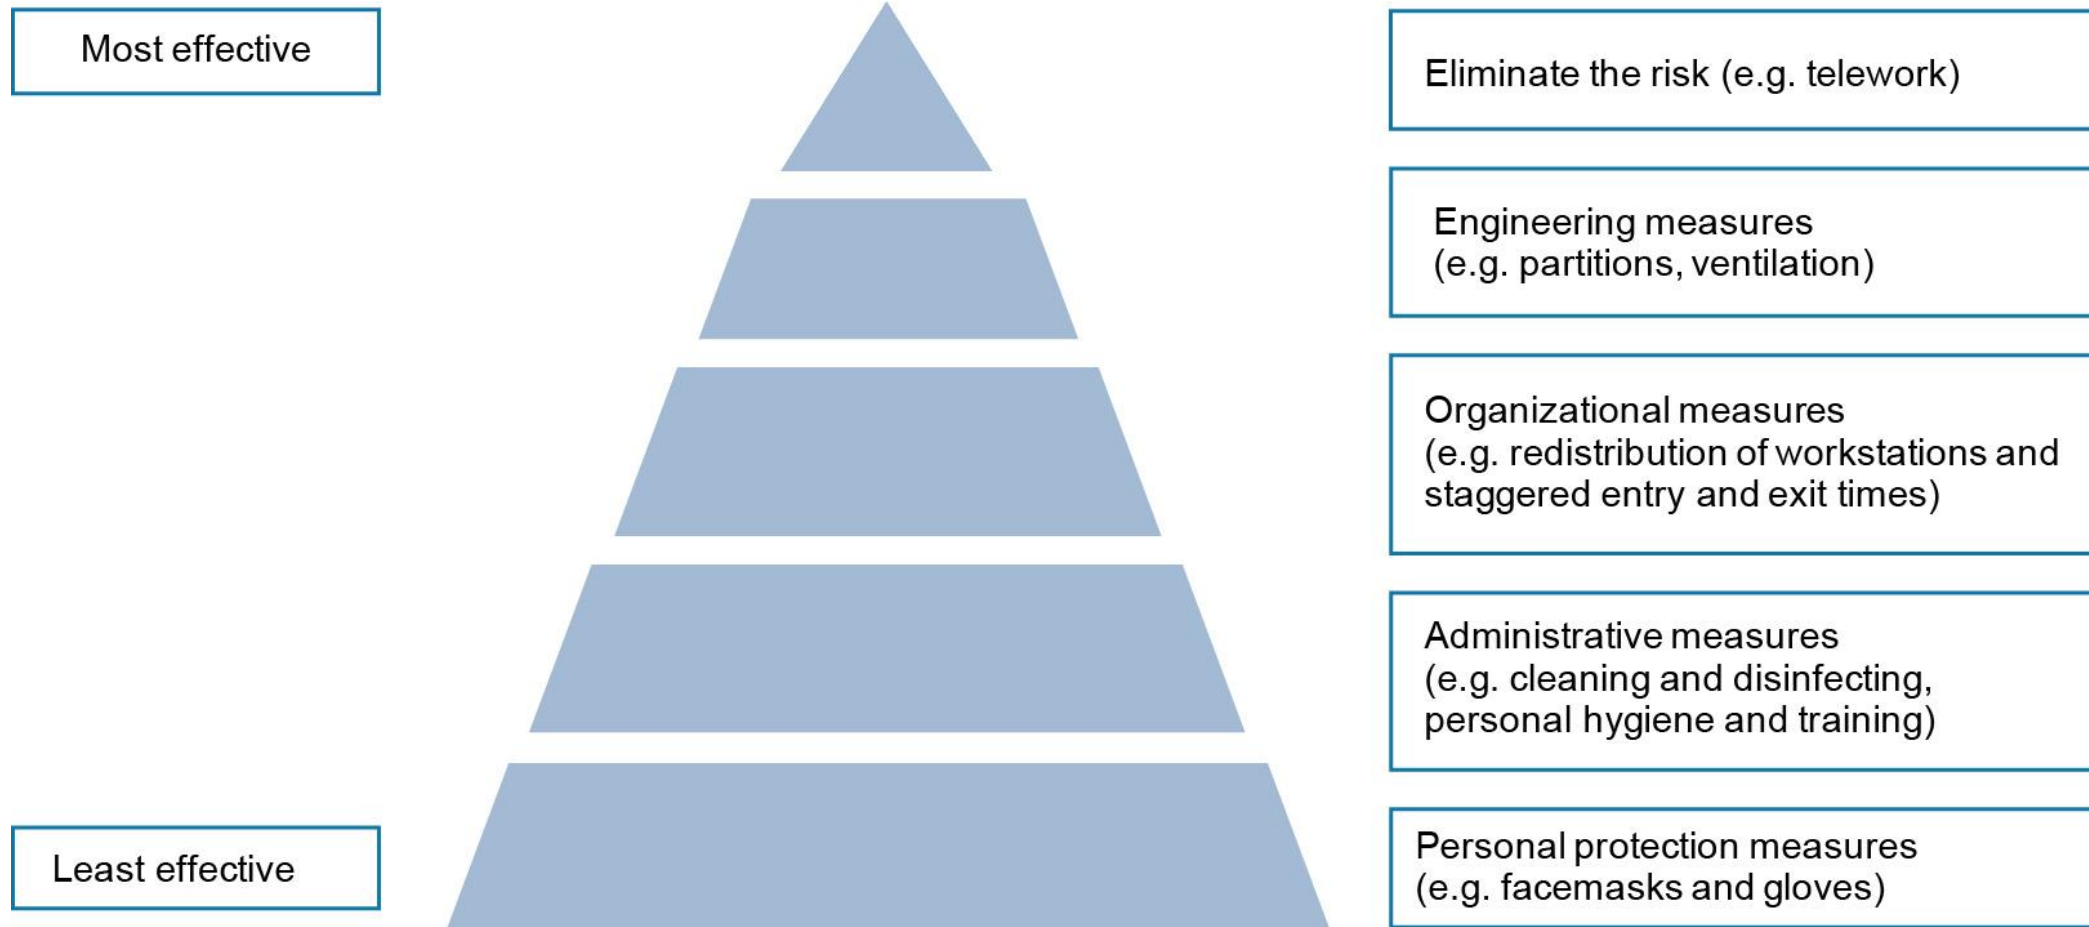 Most effective
Eliminate the risk (e.g. telework)
Engineering measures
(e.g. partitions, ventilation)
Organizational measures
(e.g. redistribution of workstations and
staggered entry and exit times)
Administrative measures
(e.g. cleaning and disinfecting,
personal hygiene and training)
Least effective
Personal protection measures
(e.g. facemasks and gloves)